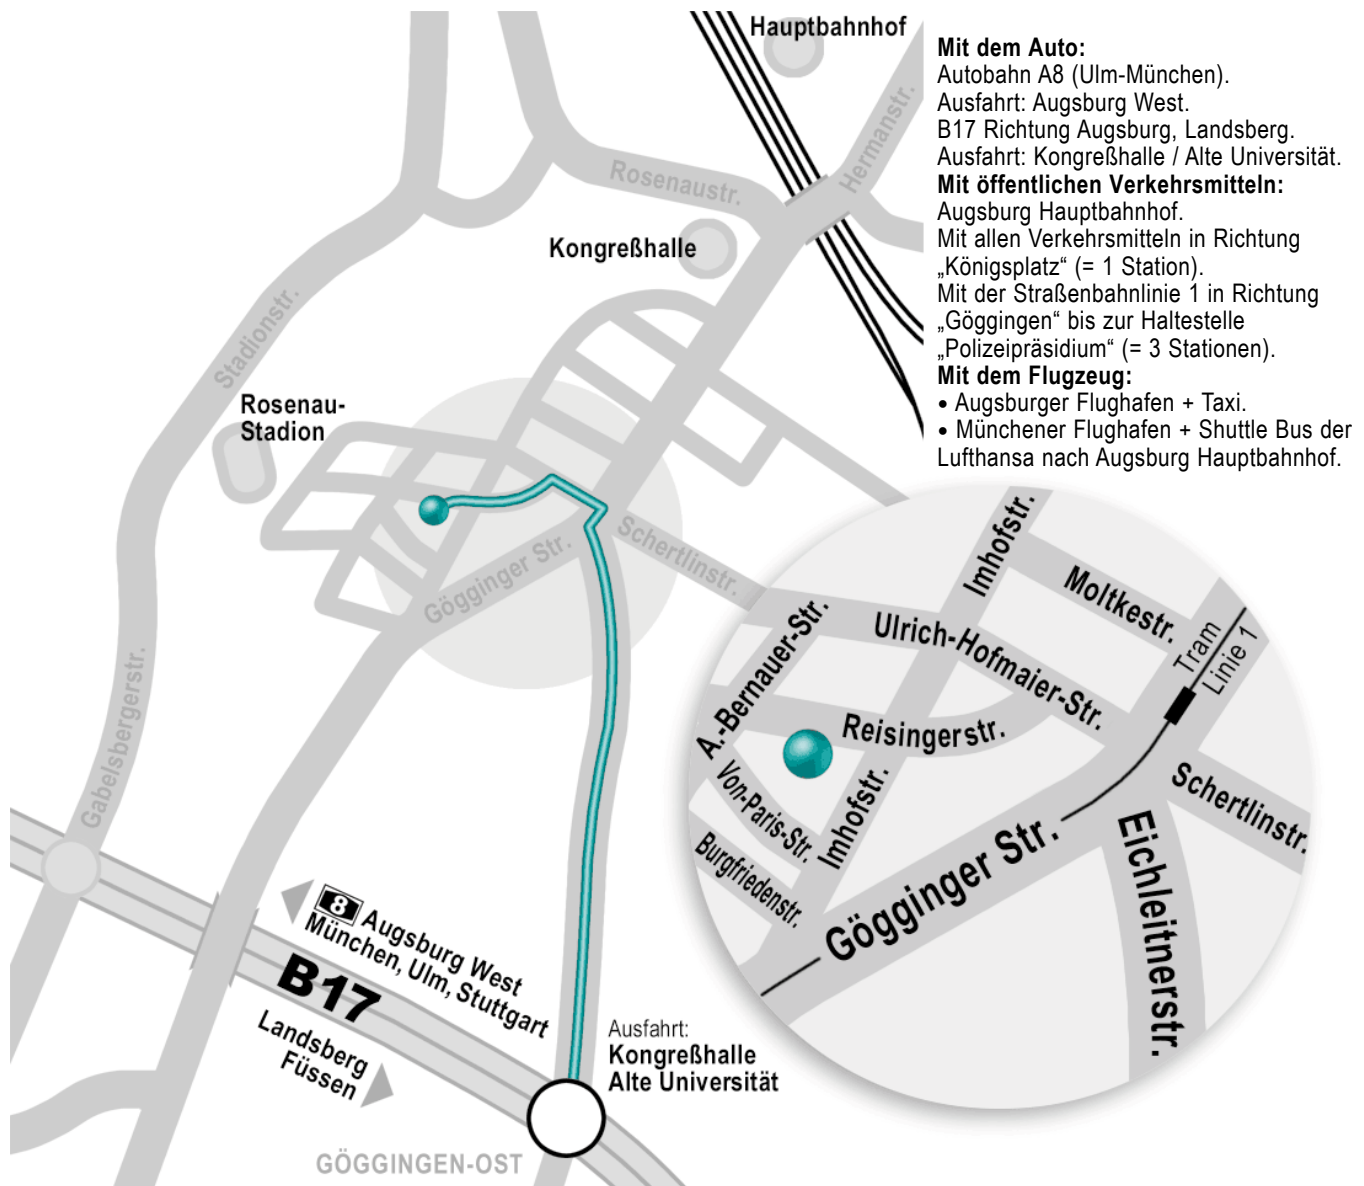 Hauptbahnhof
Mit dem Auto:
Autobahn A8 (Ulm-München).
Ausfahrt: Augsburg West.
B17 Richtung Augsburg, Landsberg.
Ausfahrt: Kongreßhalle / Alte Universität.
Mit öffentlichen Verkehrsmitteln:
Augsburg Hauptbahnhof.
Mit allen Verkehrsmitteln in Richtung
„Königsplatz“ (= 1 Station).
Mit der Straßenbahnlinie 1 in Richtung
„Göggingen“ bis zur Haltestelle
„Polizeipräsidium“ (= 3 Stationen).
Mit dem Flugzeug:
• Augsburger Flughafen + Taxi.
• Münchener Flughafen + Shuttle Bus der
Lufthansa nach Augsburg Hauptbahnhof.
Hermanstr.
Rosenaustr.
Kongreßhalle
Stadionstr.
Rosenau-
Stadion
Gögginger Str.
Schertlinstr.
Gabelsbergerstr.
Imhofstr.
Moltkestr.
Tram
Linie 1
Ulrich-Hofmaier-Str.
A.-Bernauer-Str.
Reisingerstr.
Von-Paris-Str.
Imhofstr.
Burgfriedenstr.
Schertlinstr.
Gögginger Str.
Eichleitnerstr.
8 Augsburg West
München, Ulm, Stuttgart
B17
Landsberg
Füssen
Ausfahrt:
Kongreßhalle
Alte Universität
GÖGGINGEN-OST